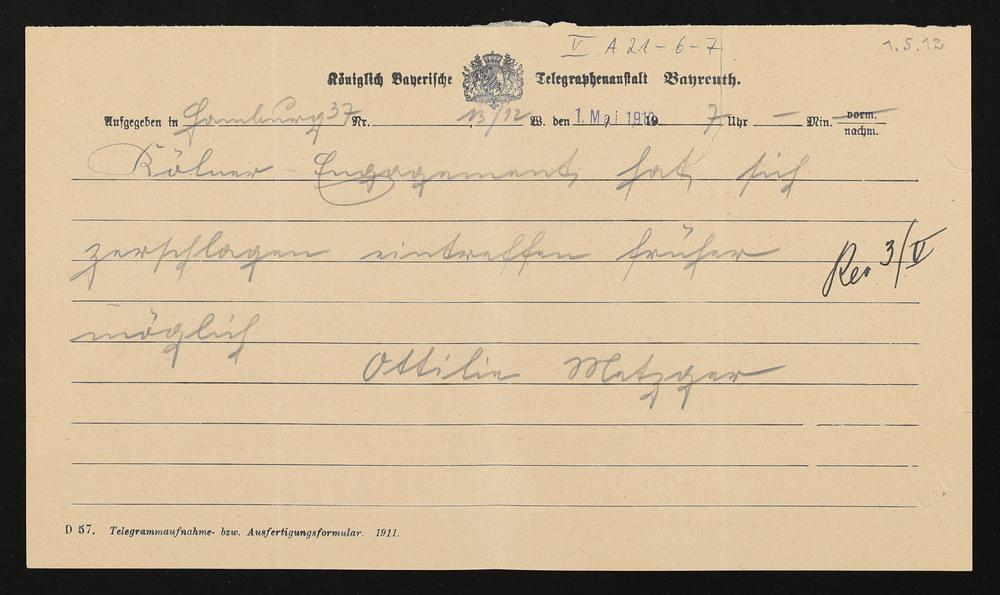 V A 21-6-7
1.5.12
Königlich Bayerische Telegraphenanstalt Bayreuth.
Aufgegeben in Hamburg 37 Nr. 13/12 W. den 1. Mai 1912 7 Uhr — Min. vorm. nachm.
Kölner Engagement hat sich
zerschlagen eintreffen früher
möglich
Ottilie Metzger
Re. 3/V
D 57. Telegrammaufnahme- bzw. Ausfertigungsformular. 1911.